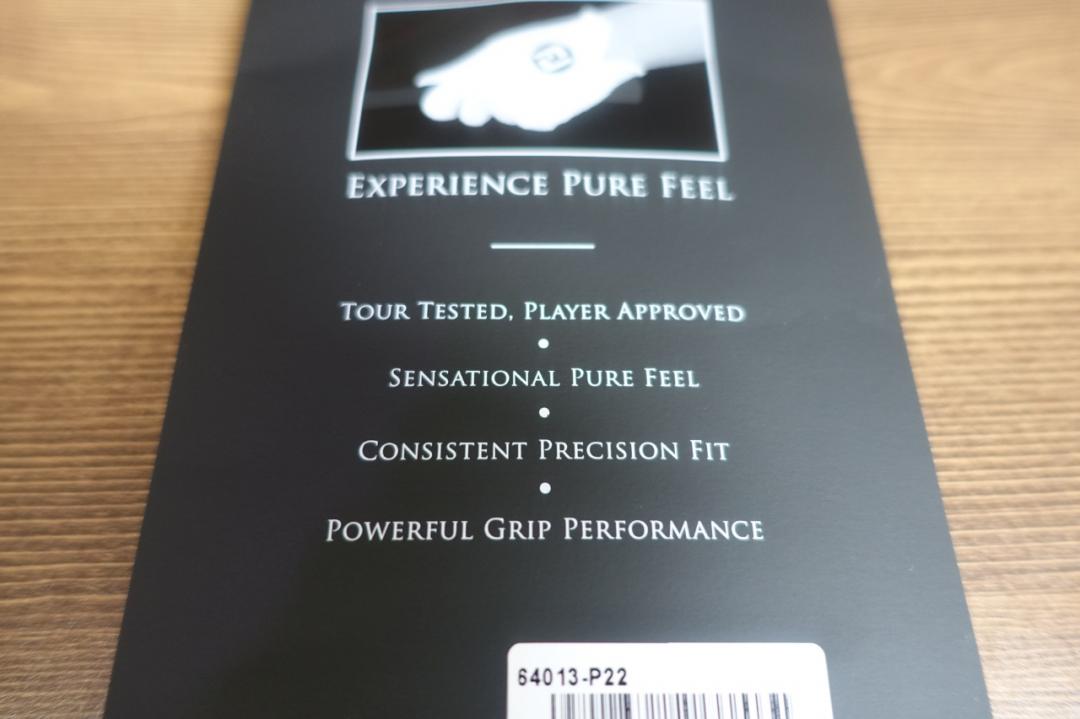 EXPERIENCE PURE FEEL
TOUR TESTED, PLAYER APPROVED
SENSATIONAL PURE FEEL
CONSISTENT PRECISION FIT
POWERFUL GRIP PERFORMANCE
64013-P22